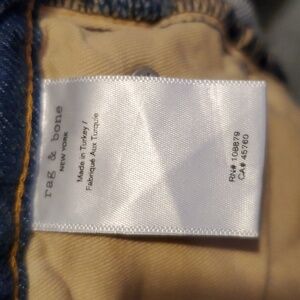 rag & bone
NEW YORK
Made in Turkey /
Fabriqué Aux Turquie
RN# 108879
CA# 45760